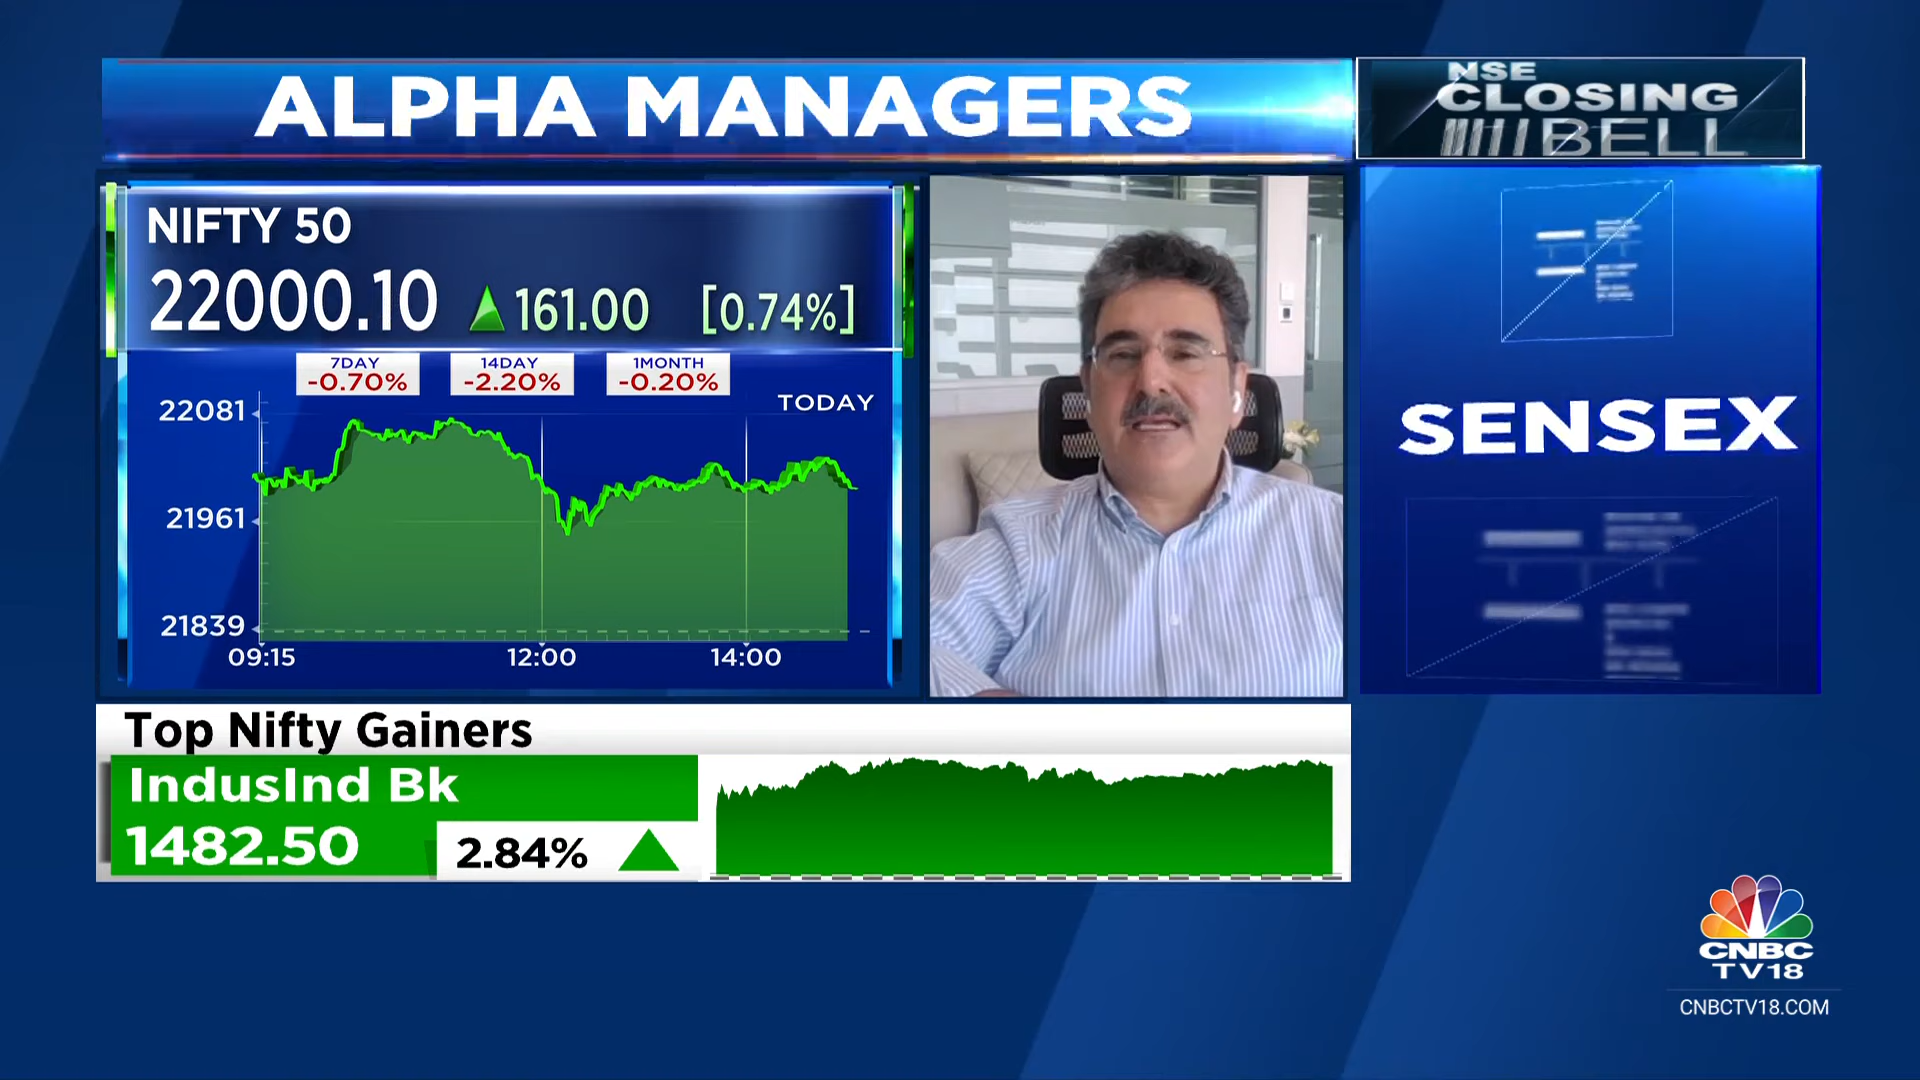 ALPHA MANAGERS
NSE
CLOSING
BELL
NIFTY 50
22000.10 ▲ 161.00 [0.74%]
7DAY
-0.70%
14DAY
-2.20%
1MONTH
-0.20%
TODAY
22081
21961
21839
09:15 12:00 14:00
SENSEX
Top Nifty Gainers
IndusInd Bk
1482.50
2.84% ▲
CNBC
TV18
CNBCTV18.COM